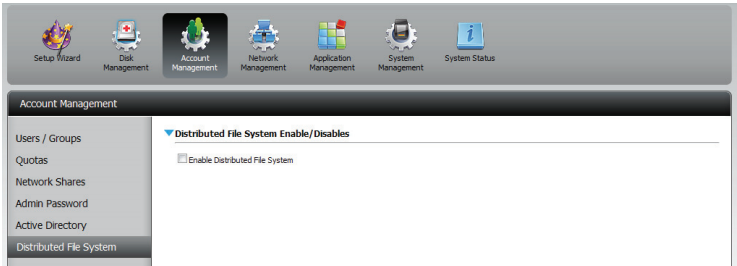 Setup Wizard
Disk
Management
Account
Management
Network
Management
Application
Management
System
Management
System Status
Account Management
Users / Groups
Quotas
Network Shares
Admin Password
Active Directory
Distributed File System
Distributed File System Enable/Disables
Enable Distributed File System